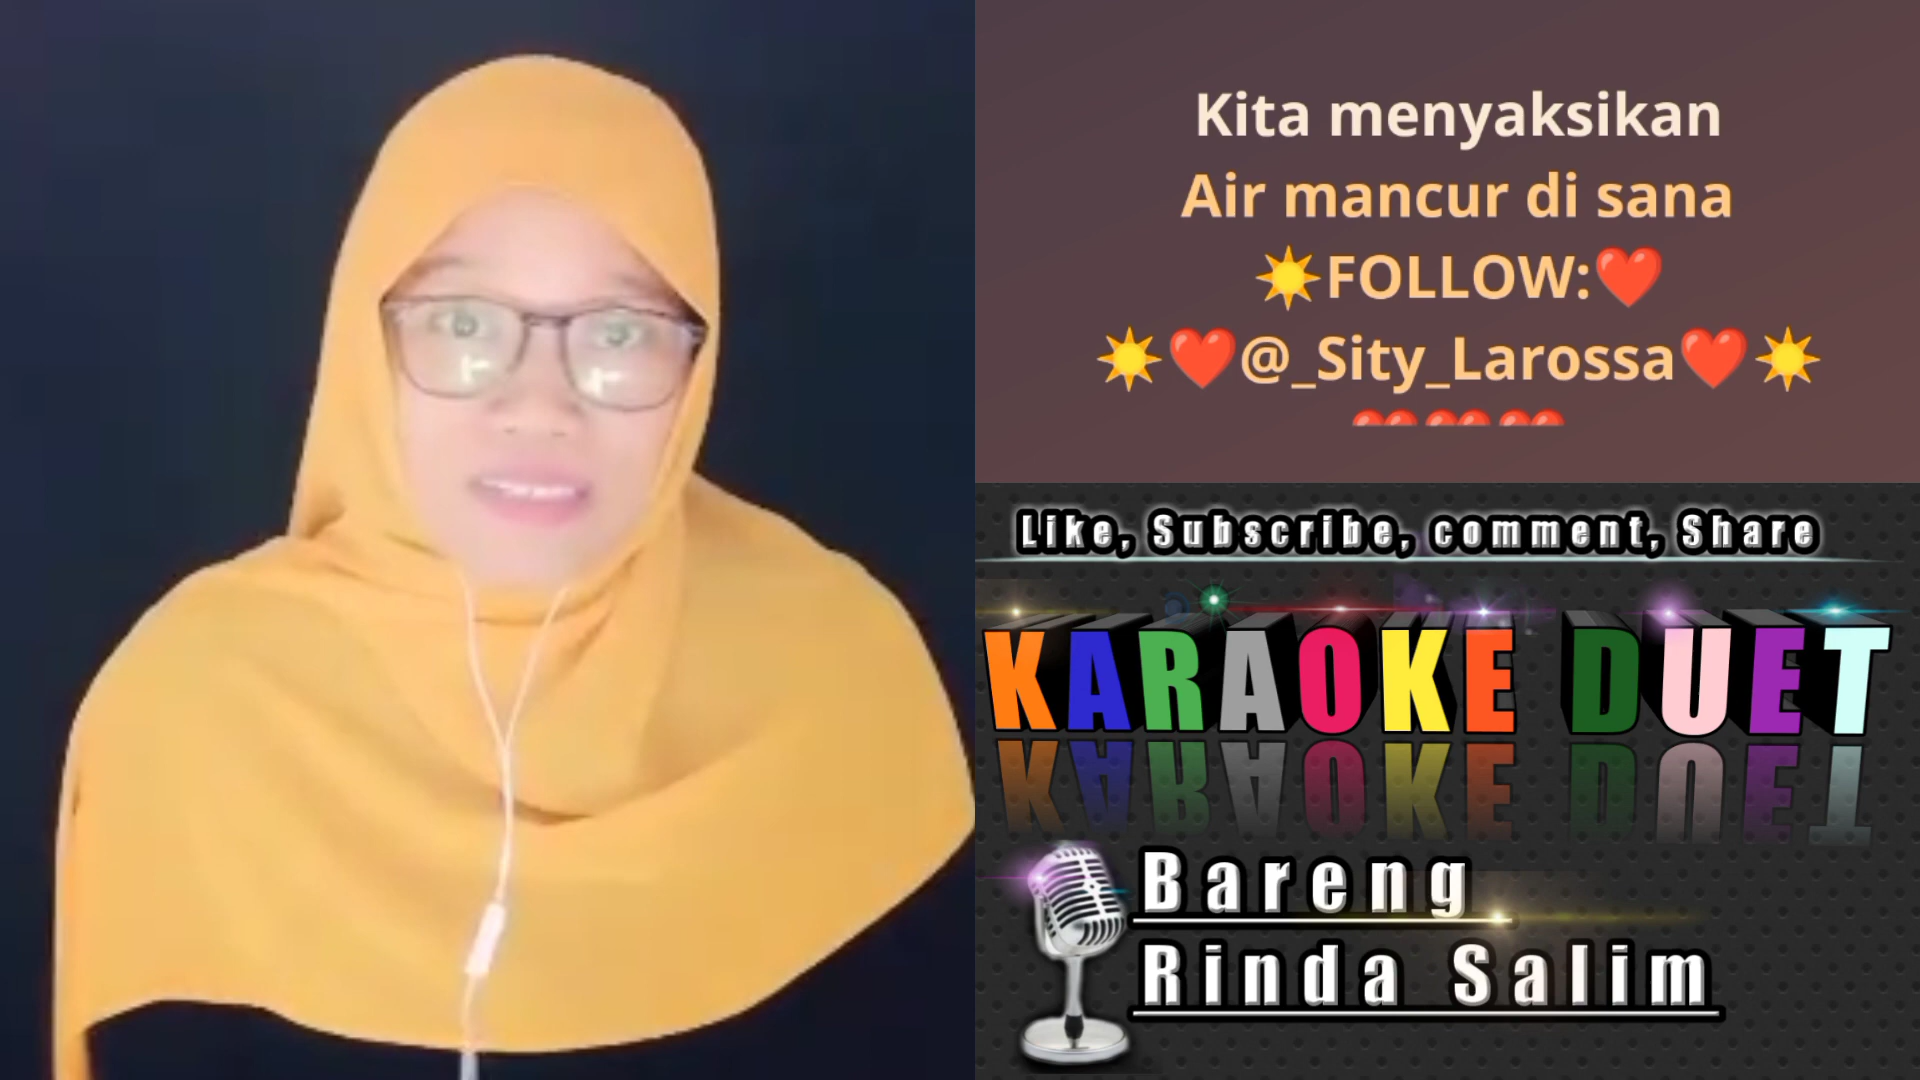 Kita menyaksikan
Air mancur di sana
☀️FOLLOW:❤️
☀️❤️@_Sity_Larossa❤️☀️
Like, Subscribe, comment, Share
KARAOKE DUET
Bareng
Rinda Salim